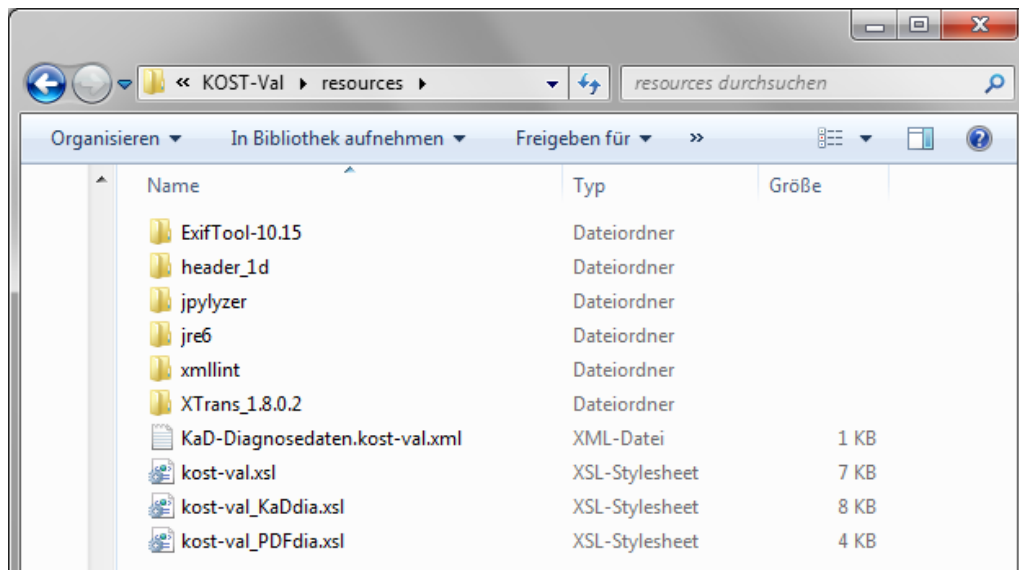 « KOST-Val resources resources durchsuchen
Organisieren In Bibliothek aufnehmen Freigeben für »
Name Typ Größe
ExifTool-10.15 Dateiordner
header_1d Dateiordner
jpylyzer Dateiordner
jre6 Dateiordner
xmllint Dateiordner
XTrans_1.8.0.2 Dateiordner
KaD-Diagnosedaten.kost-val.xml XML-Datei 1 KB
kost-val.xsl XSL-Stylesheet 7 KB
kost-val_KaDdia.xsl XSL-Stylesheet 8 KB
kost-val_PDFdia.xsl XSL-Stylesheet 4 KB